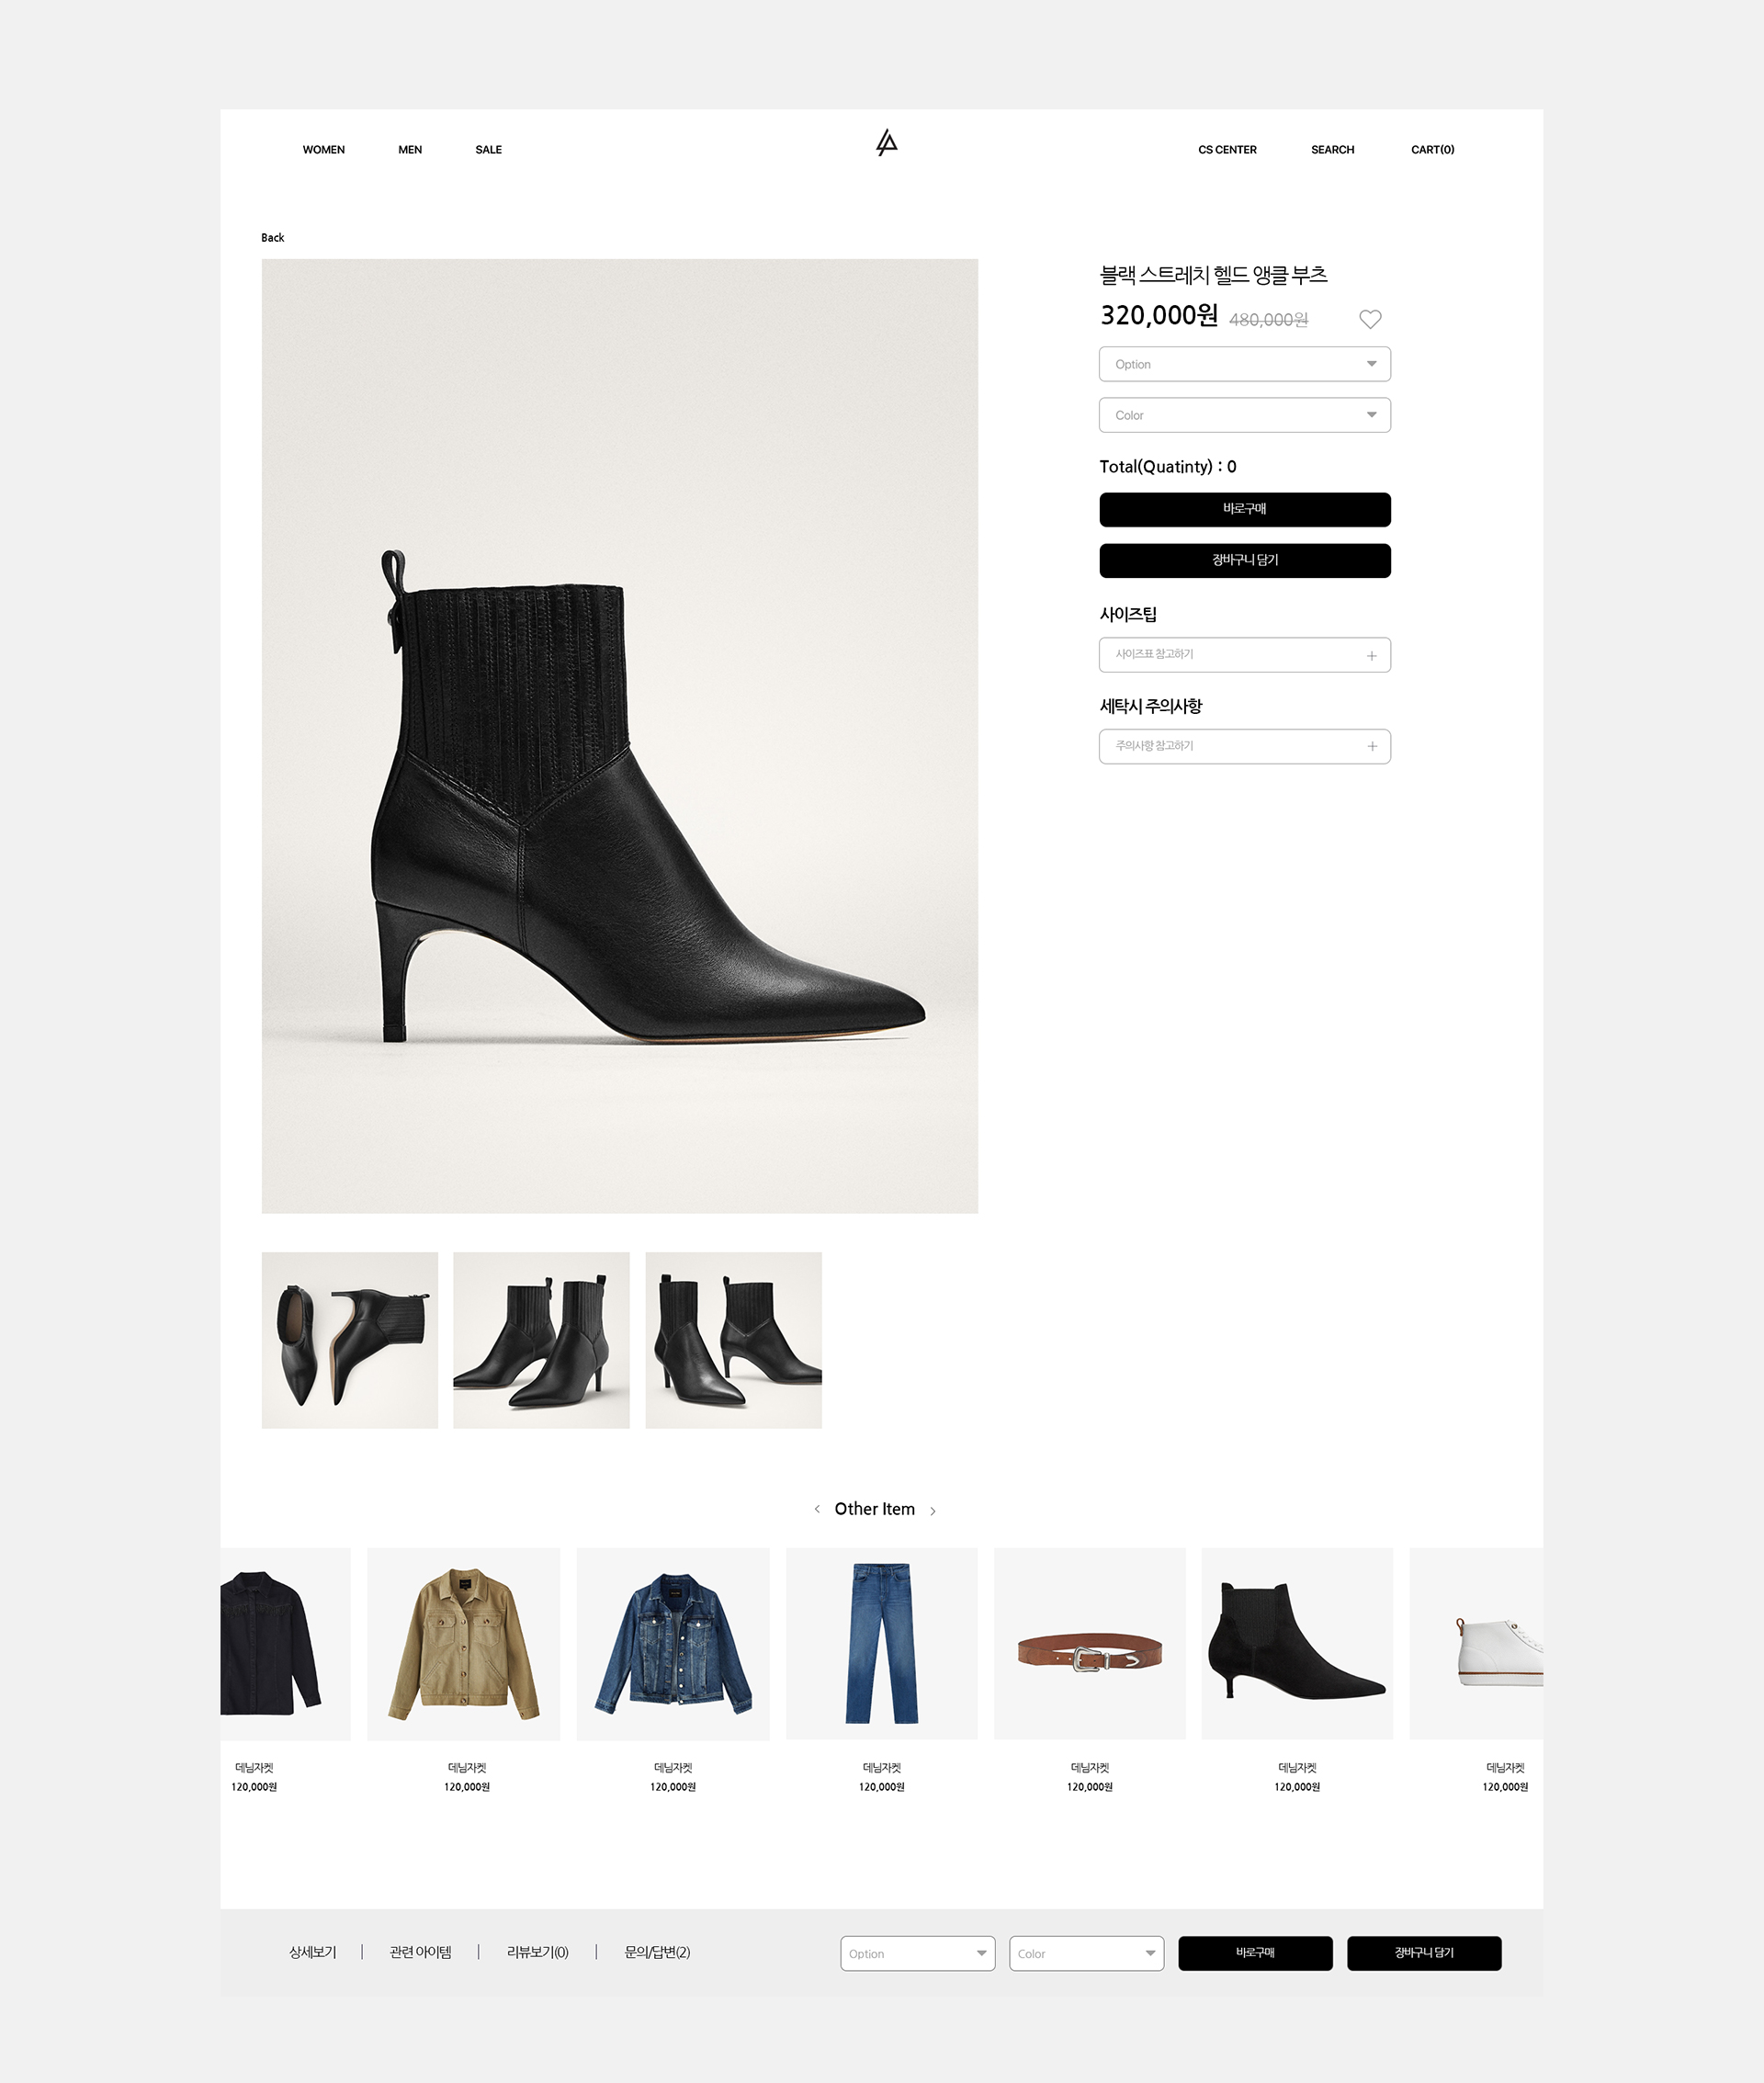 WOMEN MEN SALE CS CENTER SEARCH CART(0)
Back
블랙 스트레치 헬드 앵클 부츠
320,000원 480,000원
Option
Color
Total(Quatinty) : 0
바로구매
장바구니 담기
사이즈팁
사이즈표 참고하기 +
세탁시 주의사항
주의사항 참고하기 +
< Other Item >
데님자켓 데님자켓 데님자켓 데님자켓 데님자켓 데님자켓 데님자켓
120,000원 120,000원 120,000원 120,000원 120,000원 120,000원 120,000원
상세보기 | 관련 아이템 | 리뷰보기(0) | 문의/답변(2) Option Color 바로구매 장바구니 담기